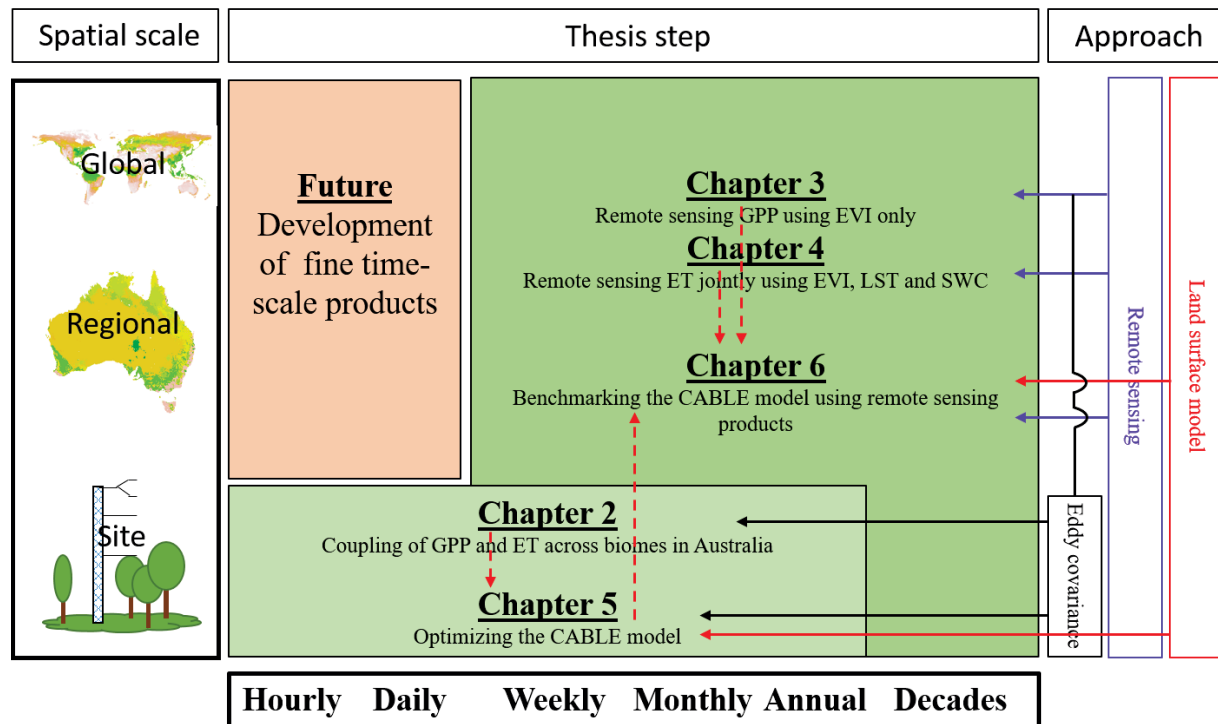 Spatial scale
Thesis step
Approach
Global
Regional
Site
Future
Development
of fine time-
scale products
Chapter 3
Remote sensing GPP using EVI only
Chapter 4
Remote sensing ET jointly using EVI, LST and SWC
Chapter 6
Benchmarking the CABLE model using remote sensing
products
Chapter 2
Coupling of GPP and ET across biomes in Australia
Chapter 5
Optimizing the CABLE model
Eddy covariance
Remote sensing
Land surface model
Hourly Daily Weekly Monthly Annual Decades